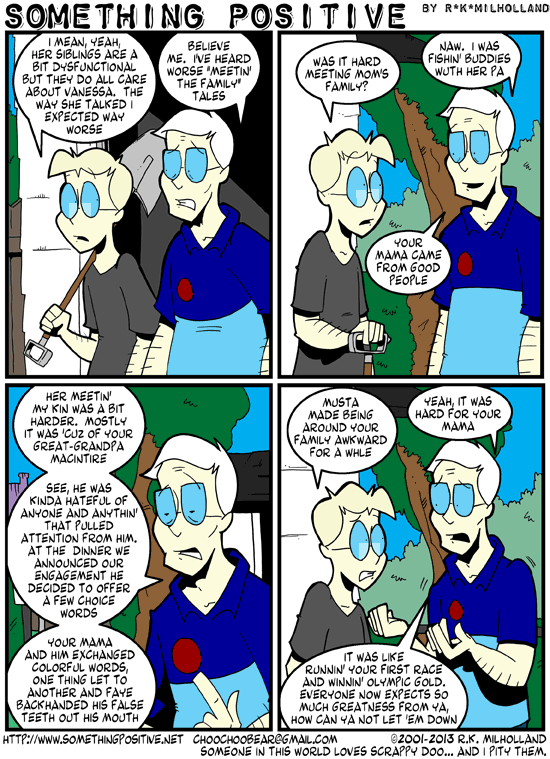 SOMETHING POSITIVE BY R*K*MILHOLLAND
I MEAN, YEAH,
HER SIBLINGS ARE A
BIT DYSFUNCTIONAL
BUT THEY DO ALL CARE
ABOUT VANESSA. THE
WAY SHE TALKED I
EXPECTED WAY
WORSE
BELIEVE
ME. I'VE HEARD
WORSE "MEETIN'
THE FAMILY"
TALES
WAS IT HARD
MEETING MOM'S
FAMILY?
NAW. I WAS
FISHIN' BUDDIES
WUTH HER PA
YOUR
MAMA CAME
FROM GOOD
PEOPLE
HER MEETIN'
MY KIN WAS A BIT
HARDER. MOSTLY
IT WAS 'CUZ OF YOUR
GREAT-GRANDPA
MACINTIRE
SEE, HE WAS
KINDA HATEFUL OF
ANYONE AND ANYTHIN'
THAT PULLED
ATTENTION FROM HIM.
AT THE DINNER WE
ANNOUNCED OUR
ENGAGEMENT HE
DECIDED TO OFFER
A FEW CHOICE
WORDS
YOUR MAMA
AND HIM EXCHANGED
COLORFUL WORDS,
ONE THING LET TO
ANOTHER AND FAYE
BACKHANDED HIS FALSE
TEETH OUT HIS MOUTH
MUSTA
MADE BEING
AROUND YOUR
FAMILY AWKWARD
FOR A WHLE
YEAH, IT WAS
HARD FOR YOUR
MAMA
IT WAS LIKE
RUNNIN' YOUR FIRST RACE
AND WINNIN' OLYMPIC GOLD.
EVERYONE NOW EXPECTS SO
MUCH GREATNESS FROM YA,
HOW CAN YA NOT LET 'EM DOWN
HTTP://WWW.SOMETHINGPOSITIVE.NET CHOOCHOOBEAR@GMAIL.COM ©2001-2013 R.K. MILHOLLAND
SOMEONE IN THIS WORLD LOVES SCRAPPY DOO... AND I PITY THEM.